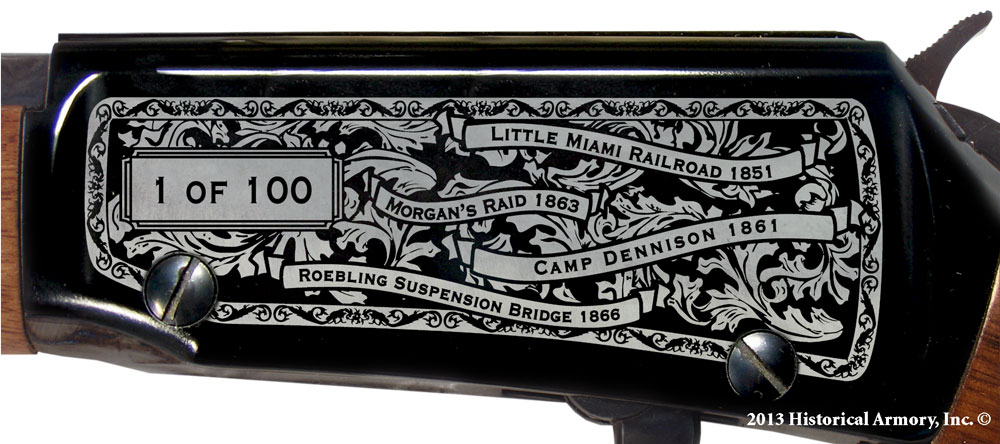 LITTLE MIAMI RAILROAD 1851
1 OF 100
MORGAN'S RAID 1863
CAMP DENNISON 1861
ROEBLING SUSPENSION BRIDGE 1866
2013 Historical Armory, Inc. ©